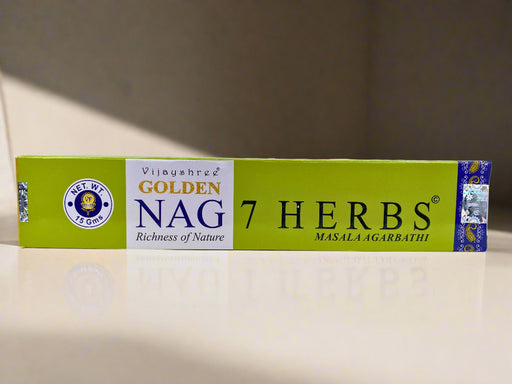 NET. WT.
15 Gms
Vijayshree
GOLDEN
NAG
Richness of Nature
7 HERBS©
MASALA AGARBATHI